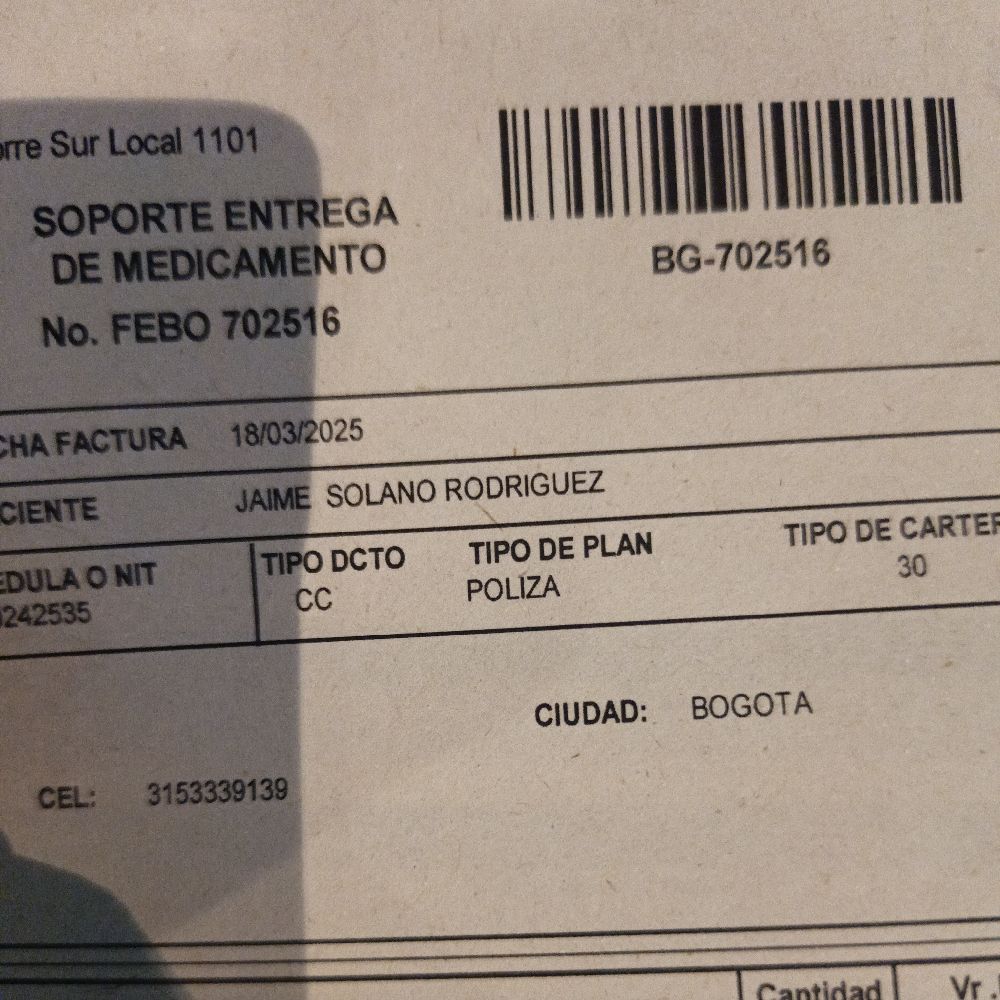 orre Sur Local 1101
SOPORTE ENTREGA
DE MEDICAMENTO
No. FEBO 702516
BG-702516
CHA FACTURA 18/03/2025
CIENTE JAIME SOLANO RODRIGUEZ
EDULA O NIT TIPO DCTO TIPO DE PLAN TIPO DE CARTER
242535 CC POLIZA 30
CIUDAD: BOGOTA
CEL: 3153339139
Cantidad Vr.